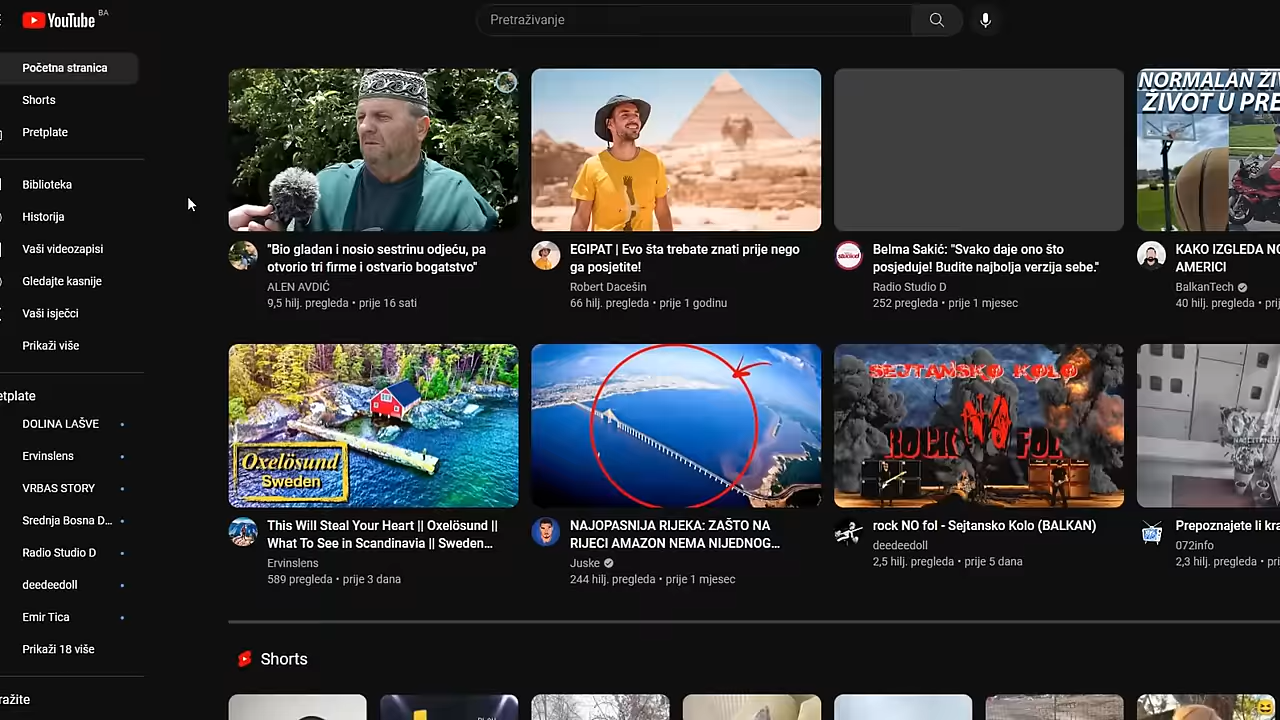 YouTube BA
Pretraživanje
Početna stranica
Shorts
Pretplate
Biblioteka
Historija
Vaši videozapisi
Gledajte kasnije
Vaši isječci
Prikaži više
etplate
DOLINA LAŠVE
Ervinslens
VRBAS STORY
Srednja Bosna D...
Radio Studio D
deedeedoll
Emir Tica
Prikaži 18 više
ražite
"Bio gladan i nosio sestrinu odjeću, pa
otvorio tri firme i ostvario bogatstvo"
ALEN AVDIĆ
9,5 hilj. pregleda • prije 16 sati
EGIPAT | Evo šta trebate znati prije nego
ga posjetite!
Robert Dacešin
66 hilj. pregleda • prije 1 godinu
Belma Sakić: "Svako daje ono što
posjeduje! Budite najbolja verzija sebe."
Radio Studio D
252 pregleda • prije 1 mjesec
NORMALAN ŽIV
ŽIVOT U PRE
KAKO IZGLEDA NO
AMERICI
BalkanTech
40 hilj. pregleda • prij
Oxelösund
Sweden
This Will Steal Your Heart || Oxelösund ||
What To See in Scandinavia || Sweden...
Ervinslens
589 pregleda • prije 3 dana
NAJOPASNIJA RIJEKA: ZAŠTO NA
RIJECI AMAZON NEMA NIJEDNOG...
Juske
244 hilj. pregleda • prije 1 mjesec
SEJTANSKO KOLO
ROCK NO FOL
rock NO fol - Sejtansko Kolo (BALKAN)
deedeedoll
2,5 hilj. pregleda • prije 5 dana
Prepoznajete li kra
072info
2,3 hilj. pregleda • pri
Shorts